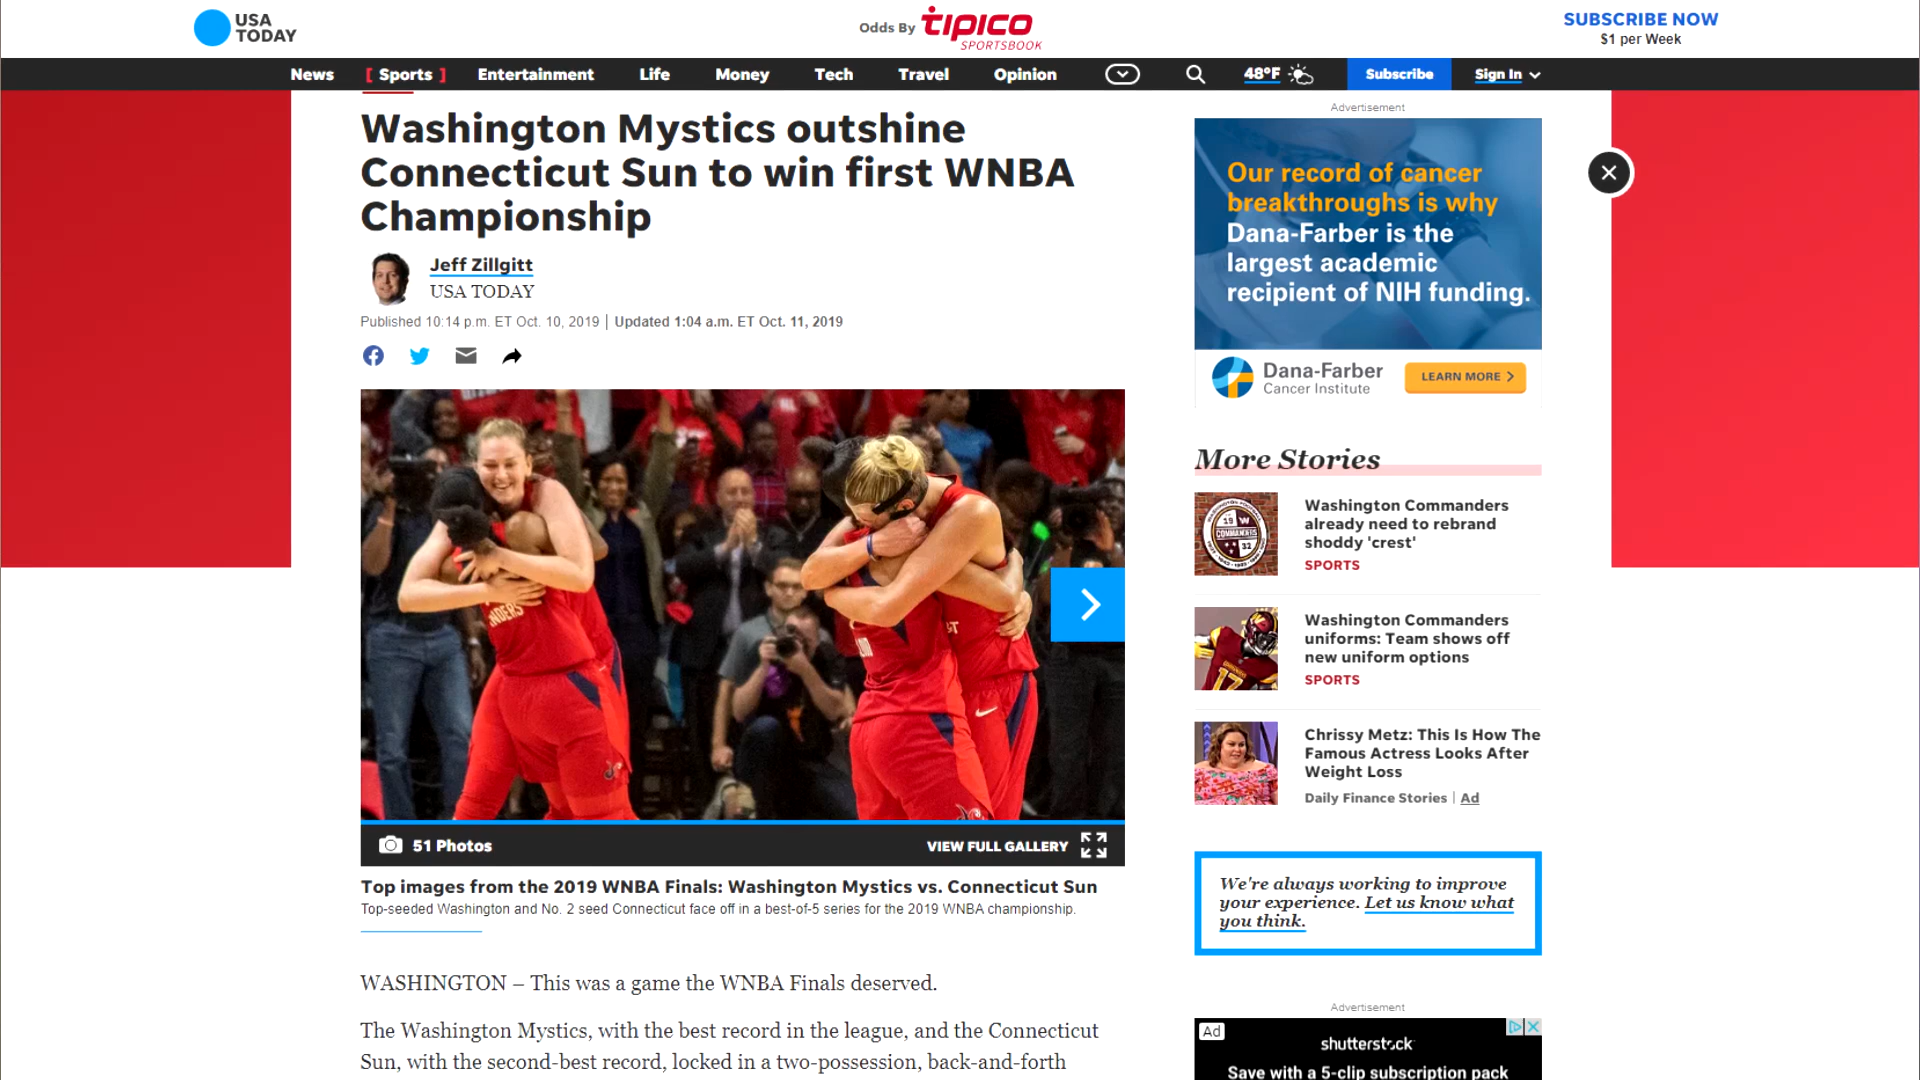 USA
TODAY
Odds By tipico
SPORTSBOOK
SUBSCRIBE NOW
$1 per Week
News
[ Sports ]
Entertainment
Life
Money
Tech
Travel
Opinion
48°F
Subscribe
Sign In
Washington Mystics outshine
Connecticut Sun to win first WNBA
Championship
Jeff Zillgitt
USA TODAY
Published 10:14 p.m. ET Oct. 10, 2019 | Updated 1:04 a.m. ET Oct. 11, 2019
51 Photos
VIEW FULL GALLERY
Top images from the 2019 WNBA Finals: Washington Mystics vs. Connecticut Sun
Top-seeded Washington and No. 2 seed Connecticut face off in a best-of-5 series for the 2019 WNBA championship.
WASHINGTON – This was a game the WNBA Finals deserved.
The Washington Mystics, with the best record in the league, and the Connecticut
Sun, with the second-best record, locked in a two-possession, back-and-forth
Advertisement
Our record of cancer
breakthroughs is why
Dana-Farber is the
largest academic
recipient of NIH funding.
Dana-Farber
Cancer Institute
LEARN MORE >
More Stories
COMMANDERS
Washington Commanders
already need to rebrand
shoddy 'crest'
SPORTS
17
Washington Commanders
uniforms: Team shows off
new uniform options
SPORTS
Chrissy Metz: This Is How The
Famous Actress Looks After
Weight Loss
Daily Finance Stories | Ad
We're always working to improve
your experience. Let us know what
you think.
Advertisement
Ad
shutterstock
Save with a 5-clip subscription pack